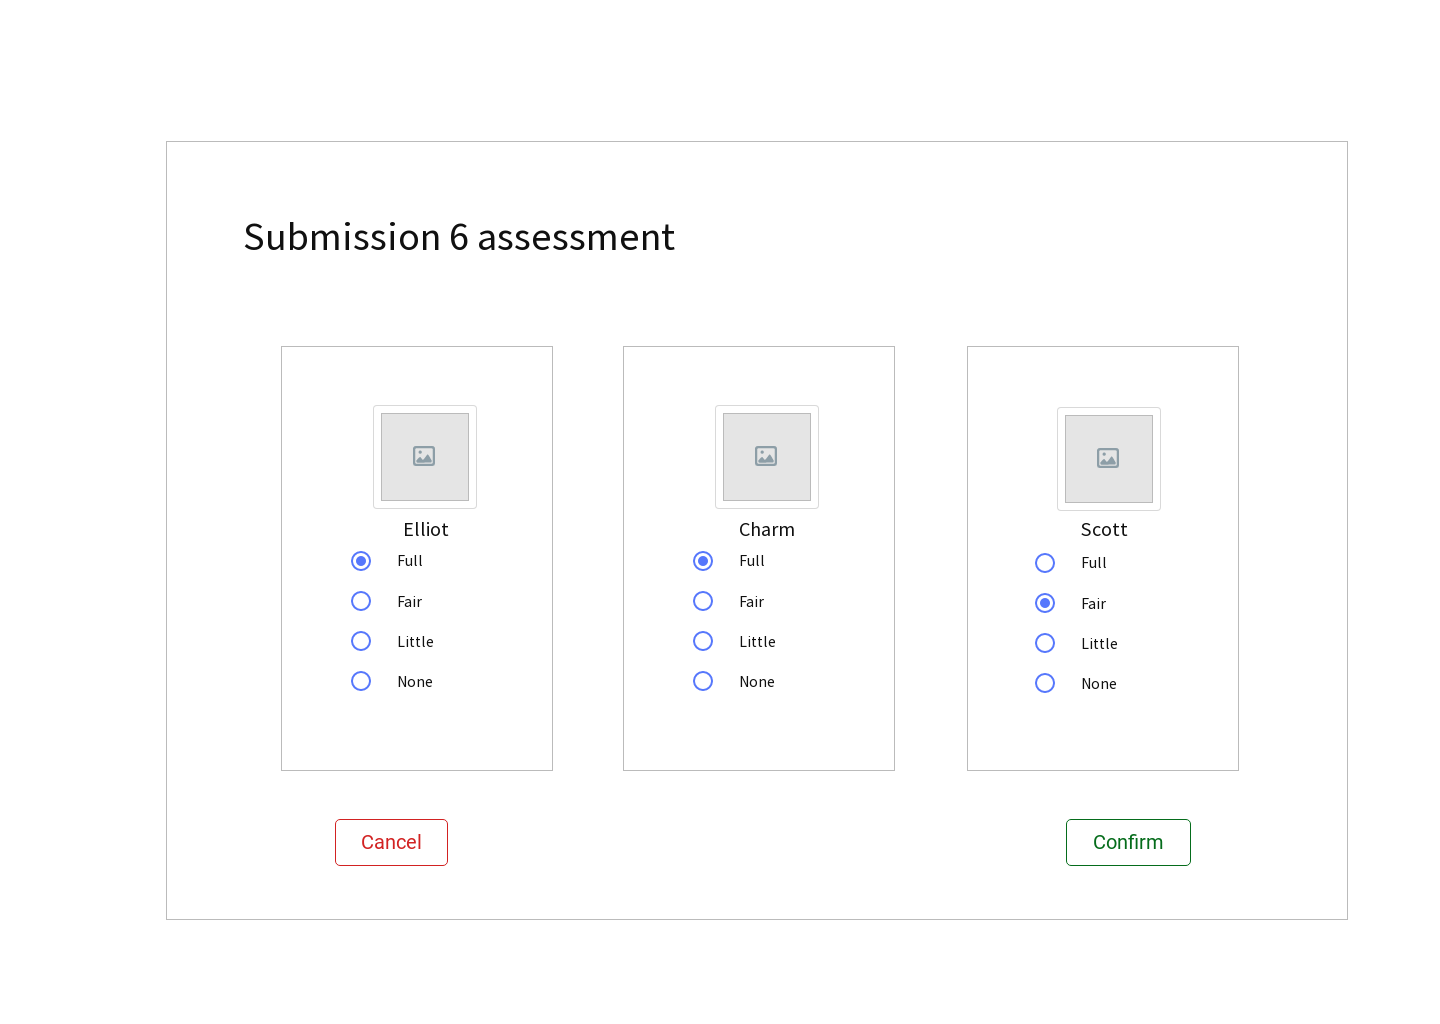 Submission 6 assessment
Elliot
Full
Fair
Little
None
Charm
Full
Fair
Little
None
Scott
Full
Fair
Little
None
Cancel
Confirm